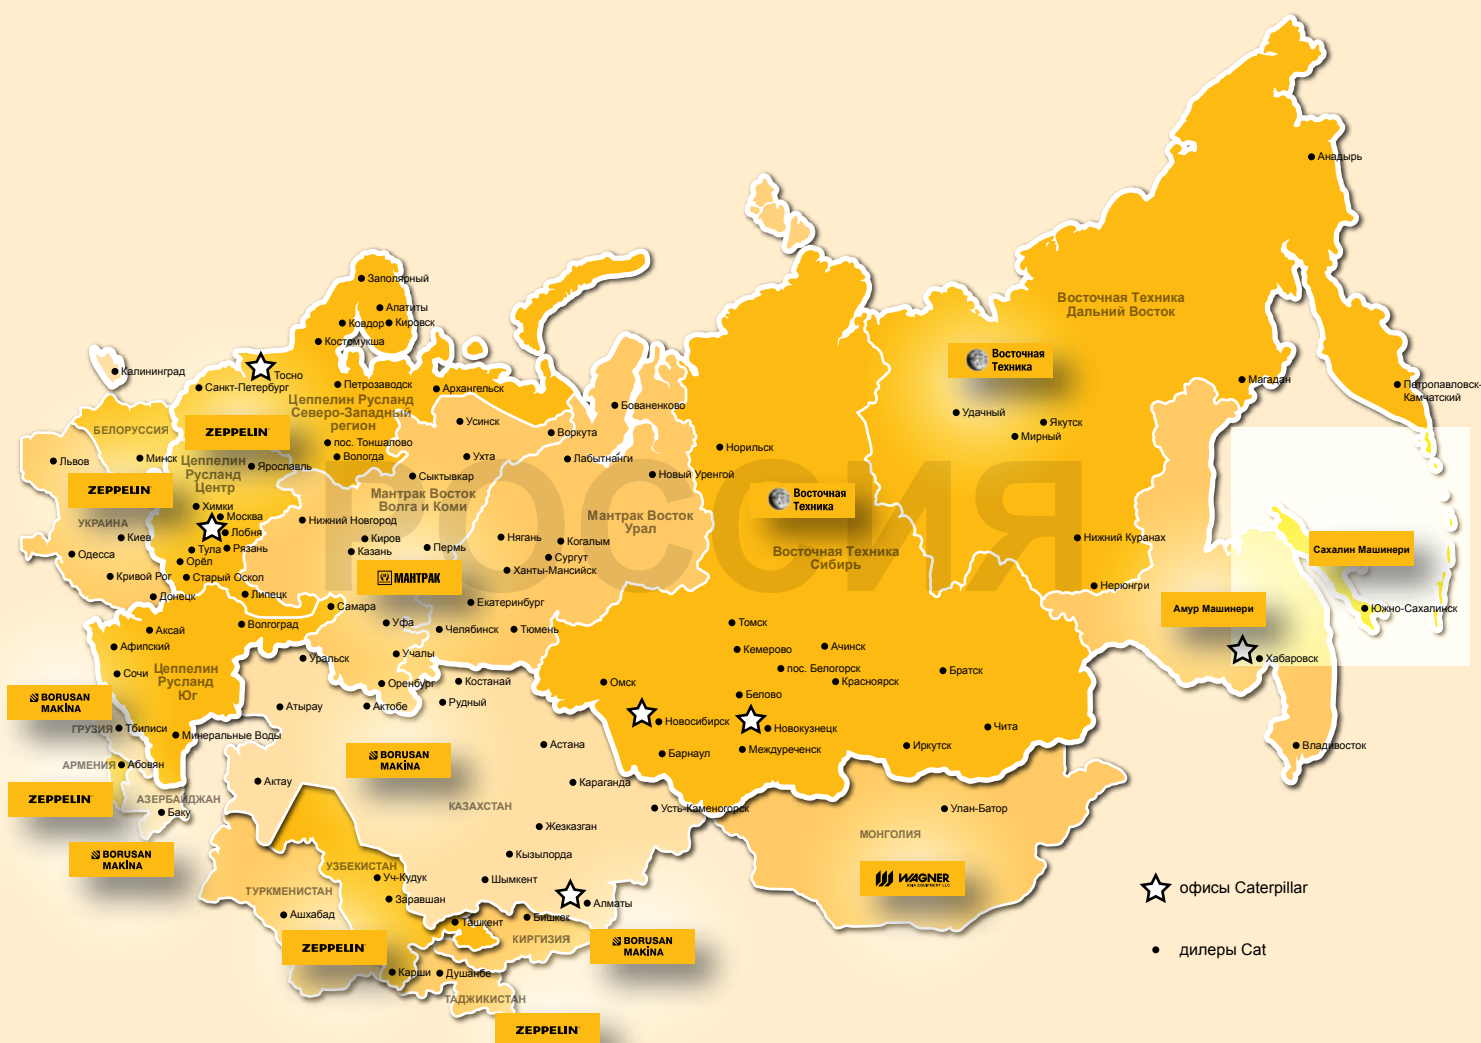 Анадырь
Заполярный
Апатиты
Ковдор
Кировск
Костомукша
Восточная Техника
Дальний Восток
Восточная
Техника
Калининград
Тосно
Санкт-Петербург
Петрозаводск
Архангельск
Цеппелин Русланд
Северо-Западный
регион
Бованенково
Магадан
Петропавловск-
Камчатский
Удачный
Якутск
Мирный
БЕЛОРУССИЯ
ZEPPELIN
Усинск
Воркута
пос. Тоншалово
Вологда
Норильск
Львов
Минск
Цеппелин
Русланд
Центр
Ярославль
Ухта
Лабытнанги
Сыктывкар
Новый Уренгой
РОССИЯ
ZEPPELIN
Мантрак Восток
Волга и Коми
Восточная
Техника
Химки
Москва
Лобня
Нижний Новгород
Мантрак Восток
Урал
УКРАИНА
Киев
Киров
Казань
Пермь
Нягань
Когалым
Сургут
Ханты-Мансийск
Нижний Куранах
Сахалин Машинери
Одесса
Тула
Рязань
Орёл
Восточная Техника
Сибирь
Кривой Рог
Старый Оскол
МАНТРАК
Нерюнгри
Донецк
Липецк
Самара
Екатеринбург
Амур Машинери
Южно-Сахалинск
Аксай
Волгоград
Уфа
Челябинск
Тюмень
Томск
Афипский
Уральск
Учалы
Кемерово
Ачинск
Хабаровск
Сочи
Цеппелин
Русланд
Юг
Оренбург
Костанай
Омск
пос. Белогорск
Красноярск
Братск
BORUSAN
MAKİNA
Атырау
Актобе
Рудный
Белово
ГРУЗИЯ
Тбилиси
Минеральные Воды
Новосибирск
Новокузнецк
Чита
Астана
Барнаул
Междуреченск
Иркутск
Владивосток
BORUSAN
MAKİNA
АРМЕНИЯ
Абовян
Актау
Караганда
ZEPPELIN
АЗЕРБАЙДЖАН
Баку
КАЗАХСТАН
Усть-Каменогорск
Улан-Батор
Жезказган
МОНГОЛИЯ
BORUSAN
MAKİNA
УЗБЕКИСТАН
Кызылорда
Уч-Кудук
Шымкент
WAGNER
ASIA EQUIPMENT LLC
офисы Caterpillar
ТУРКМЕНИСТАН
Заравшан
Алматы
Ашхабад
Ташкент
Бишкек
ZEPPELIN
КИРГИЗИЯ
BORUSAN
MAKİNA
дилеры Cat
Карши
Душанбе
ТАДЖИКИСТАН
ZEPPELIN